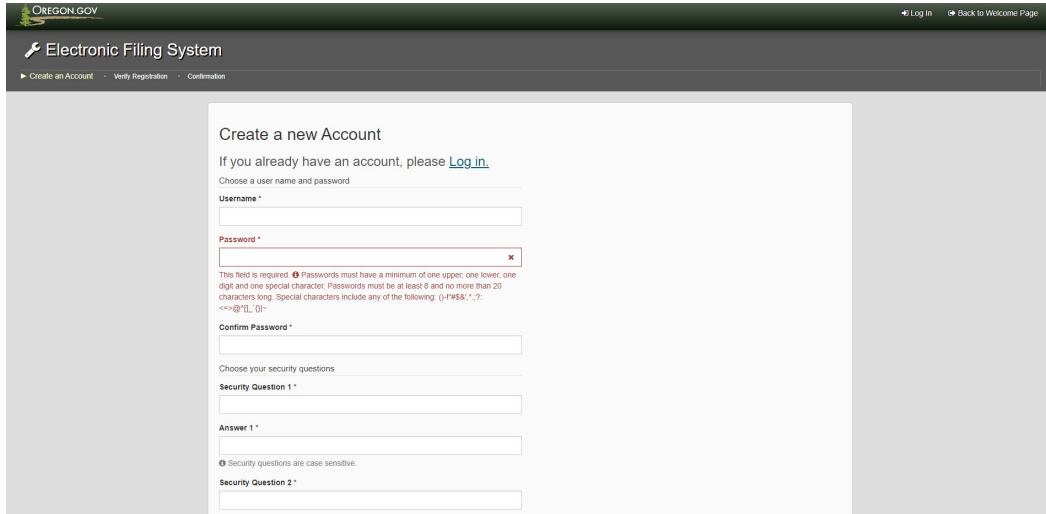 OREGON.GOV
Log In Back to Welcome Page
Electronic Filing System
Create an Account Verify Registration Confirmation
Create a new Account
If you already have an account, please Log in.
Choose a user name and password
Username *
Password *
This field is required. Passwords must have a minimum of one upper, one lower, one
digit and one special character. Passwords must be at least 8 and no more than 20
characters long. Special characters include any of the following: ()-!"#$&',*.:;?:
<=>@^[]_`{}|~
Confirm Password *
Choose your security questions
Security Question 1 *
Answer 1 *
Security questions are case sensitive.
Security Question 2 *